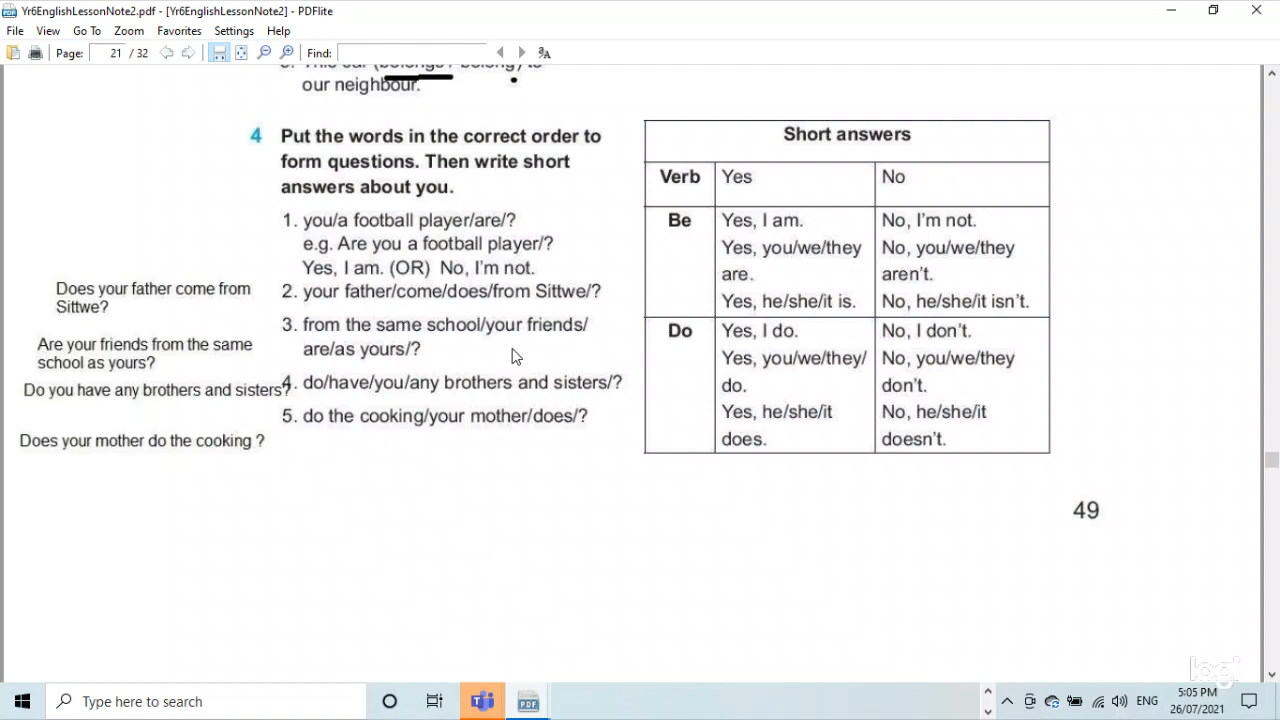 Yr6EnglishLessonNote2.pdf - [Yr6EnglishLessonNote2] - PDFlite
File View Go To Zoom Favorites Settings Help
Page: 21 / 32 Find:
our neighbour.
4 Put the words in the correct order to
form questions. Then write short
answers about you.
1. you/a football player/are/?
e.g. Are you a football player/?
Yes, I am. (OR) No, I'm not.
2. your father/come/does/from Sittwe/?
3. from the same school/your friends/
are/as yours/?
4. do/have/you/any brothers and sisters/?
5. do the cooking/your mother/does/?
Does your father come from
Sittwe?
Are your friends from the same
school as yours?
Do you have any brothers and sisters?
Does your mother do the cooking ?
Short answers
Verb Yes No
Be Yes, I am. No, I'm not.
Yes, you/we/they No, you/we/they
are. aren't.
Yes, he/she/it is. No, he/she/it isn't.
Do Yes, I do. No, I don't.
Yes, you/we/they/ No, you/we/they
do. don't.
Yes, he/she/it No, he/she/it
does. doesn't.
49
Type here to search
ENG
5:05 PM
26/07/2021